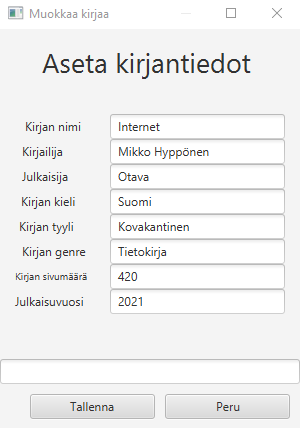 Muokkaa kirjaa
Aseta kirjantiedot
Kirjan nimi Internet
Kirjailija Mikko Hyppönen
Julkaisija Otava
Kirjan kieli Suomi
Kirjan tyyli Kovakantinen
Kirjan genre Tietokirja
Kirjan sivumäärä 420
Julkaisuvuosi 2021
Tallenna Peru